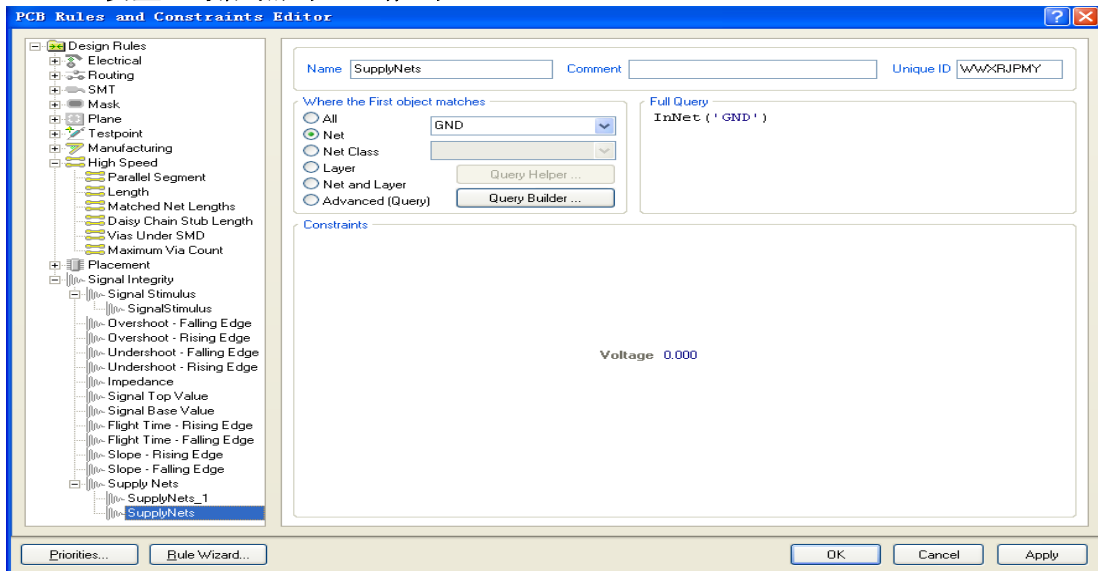 PCB Rules and Constraints Editor
Design Rules
Electrical
Routing
SMT
Mask
Plane
Testpoint
Manufacturing
High Speed
Parallel Segment
Length
Matched Net Lengths
Daisy Chain Stub Length
Vias Under SMD
Maximum Via Count
Placement
Signal Integrity
Signal Stimulus
SignalStimulus
Overshoot - Falling Edge
Overshoot - Rising Edge
Undershoot - Falling Edge
Undershoot - Rising Edge
Impedance
Signal Top Value
Signal Base Value
Flight Time - Rising Edge
Flight Time - Falling Edge
Slope - Rising Edge
Slope - Falling Edge
Supply Nets
SupplyNets_1
SupplyNets
Name SupplyNets Comment Unique ID WWXRJPMY
Where the First object matches
All
Net
Net Class
Layer
Net and Layer
Advanced (Query)
GND
Query Helper ...
Query Builder ...
Full Query
InNet('GND')
Constraints
Voltage 0.000
Priorities... Rule Wizard... OK Cancel Apply